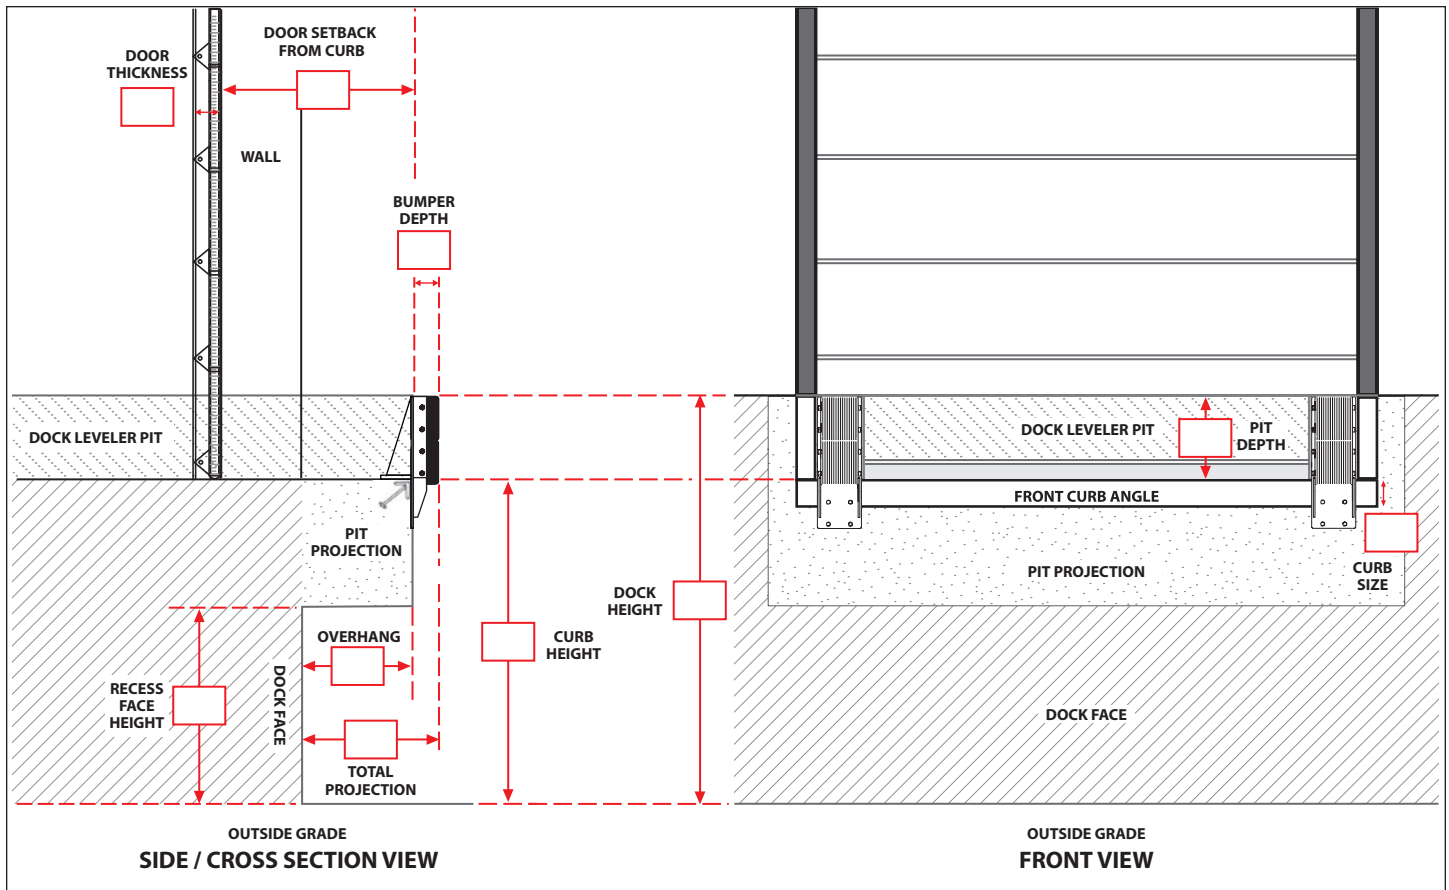 DOOR SETBACK
FROM CURB
DOOR
THICKNESS
WALL
BUMPER
DEPTH
DOCK LEVELER PIT
PIT
PROJECTION
OVERHANG
DOCK FACE
RECESS
FACE
HEIGHT
TOTAL
PROJECTION
CURB
HEIGHT
DOCK
HEIGHT
OUTSIDE GRADE
SIDE / CROSS SECTION VIEW
DOCK LEVELER PIT
PIT
DEPTH
FRONT CURB ANGLE
CURB
SIZE
PIT PROJECTION
DOCK FACE
OUTSIDE GRADE
FRONT VIEW